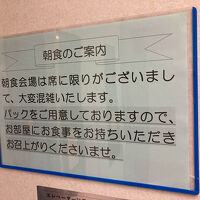 朝食のご案内
朝食会場は席に限りがございまし
て、大変混雑いたします。
パックをご用意しておりますので、
お部屋にお食事をお持ちいただき
お召上がりくださいませ。